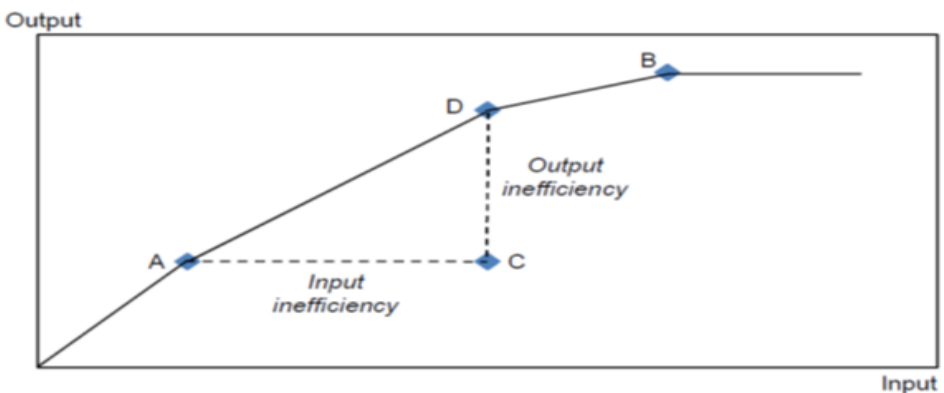 Output
B
D
Output
inefficiency
A
C
Input
inefficiency
Input